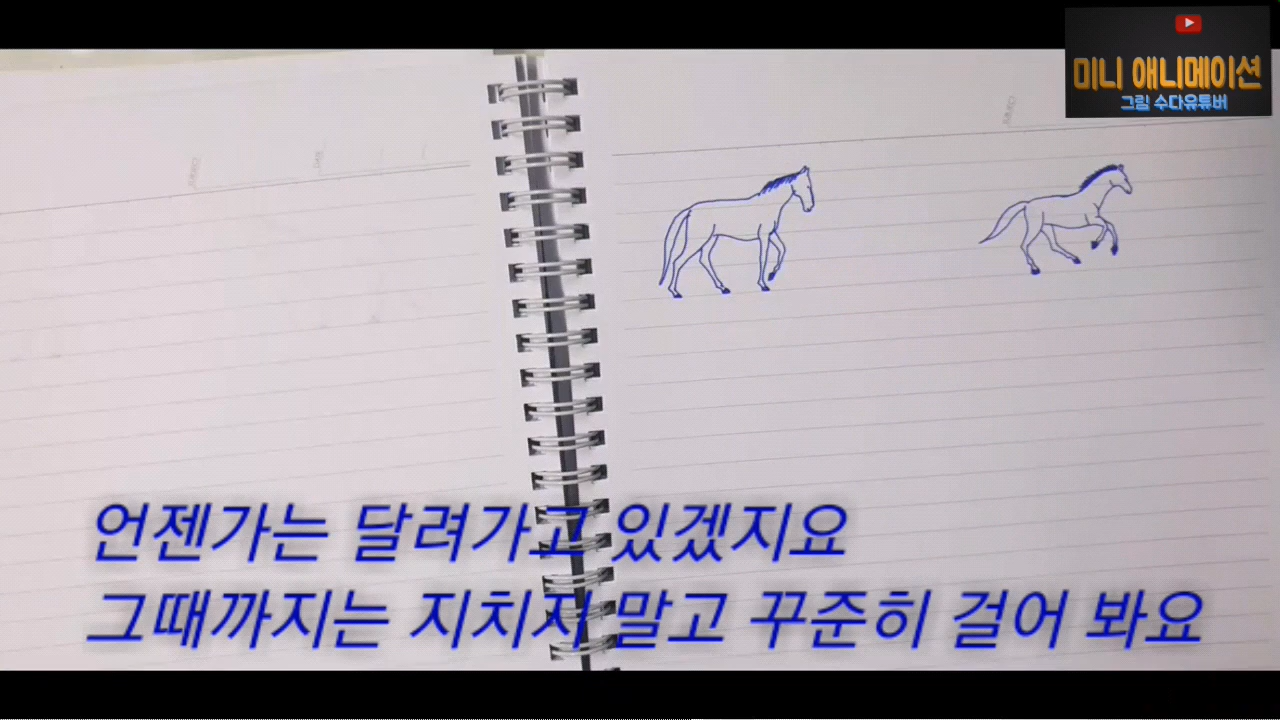 미니 애니메이션
그림 수다유튜버
언젠가는 달려가고 있겠지요
그때까지는 지치지 말고 꾸준히 걸어 봐요